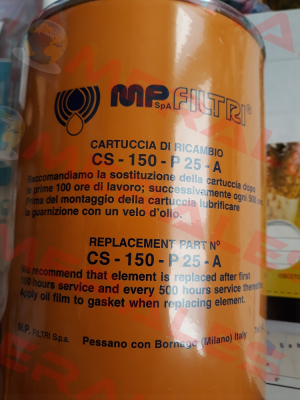 MP FILTRI®
SpA
CARTUCCIA DI RICAMBIO
CS - 150 - P 25 - A
Raccomandiamo la sostituzione della cartuccia dopo
le prime 100 ore di lavoro; successivamente ogni 500 ore.
Prima del montaggio della cartuccia lubrificare
la guarnizione con un velo d'olio.
REPLACEMENT PART N°
CS - 150 - P 25 - A
We recommend that element is replaced after first
100 hours service and every 500 hours service thereafter.
Apply oil film to gasket when replacing element.
M.P. FILTRI S.p.a.
Pessano con Bornago (Milano) Italy